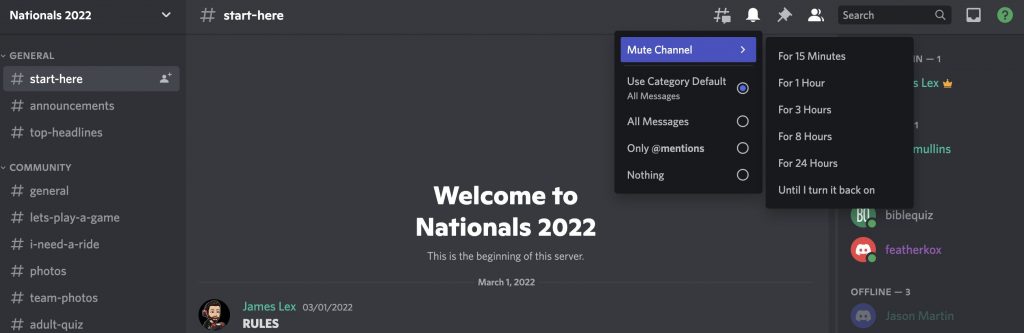 Nationals 2022
# start-here
Search
?
GENERAL
# start-here
# announcements
# top-headlines
COMMUNITY
# general
# lets-play-a-game
# i-need-a-ride
# photos
# team-photos
# adult-quiz
Mute Channel
Use Category Default
All Messages
All Messages
Only @mentions
Nothing
For 15 Minutes
For 1 Hour
For 3 Hours
For 8 Hours
For 24 Hours
Until I turn it back on
Welcome to
Nationals 2022
This is the beginning of this server.
March 1, 2022
James Lex 03/01/2022
RULES
IN — 1
s Lex
1
mullins
biblequiz
featherkox
OFFLINE — 3
Jason Martin